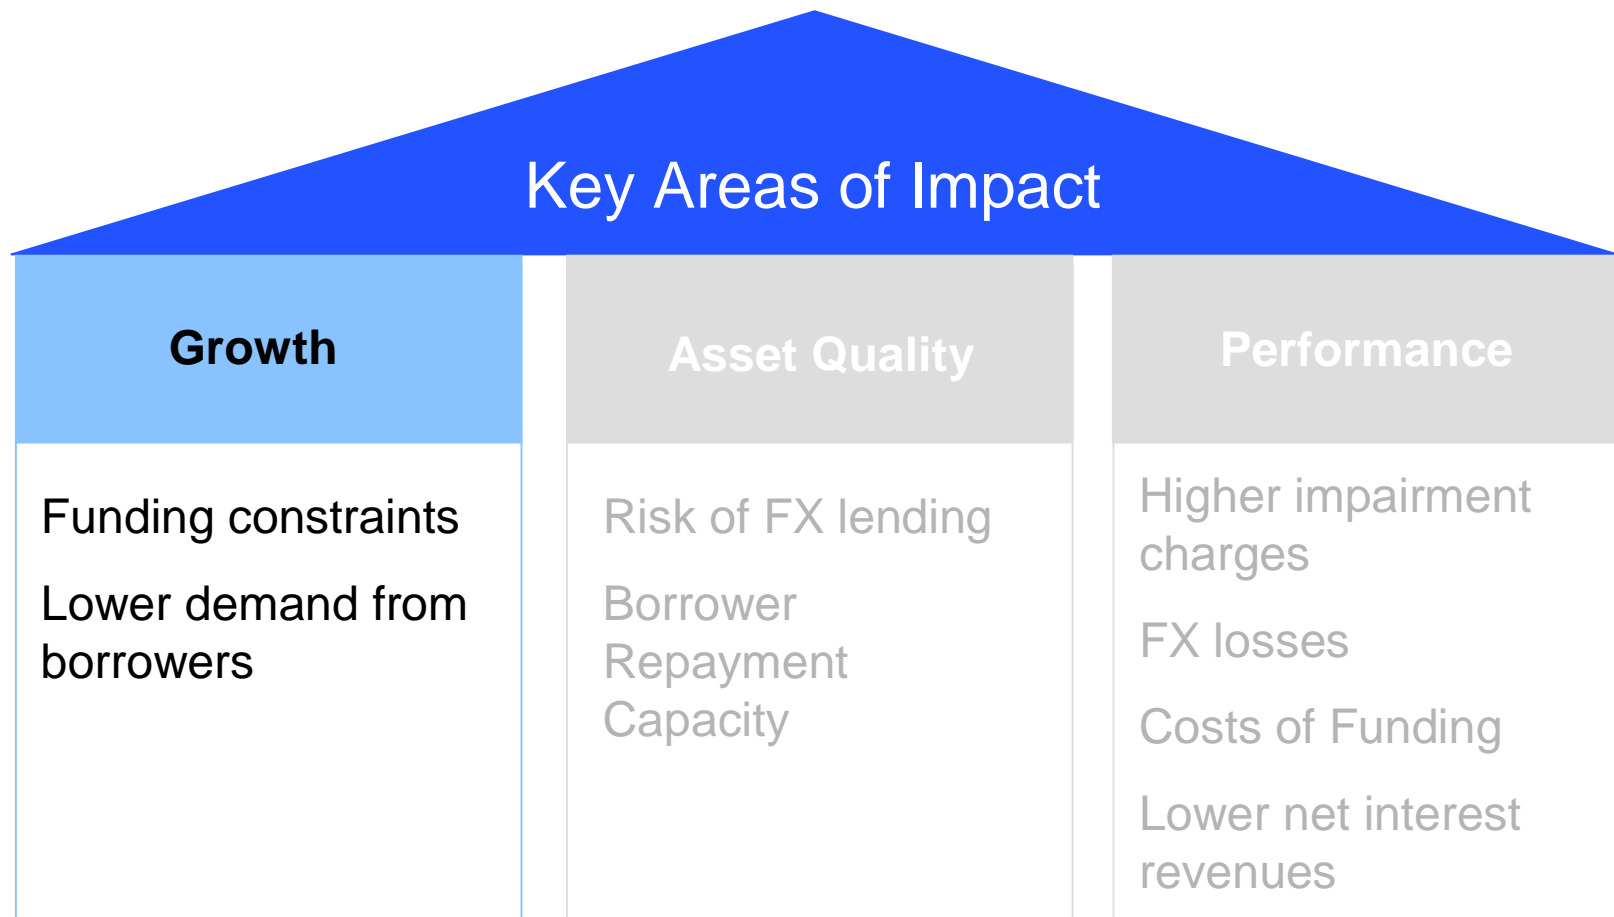 Key Areas of Impact
Growth
Asset Quality
Performance
Funding constraints
Lower demand from
borrowers
Risk of FX lending
Borrower
Repayment
Capacity
Higher impairment
charges
FX losses
Costs of Funding
Lower net interest
revenues